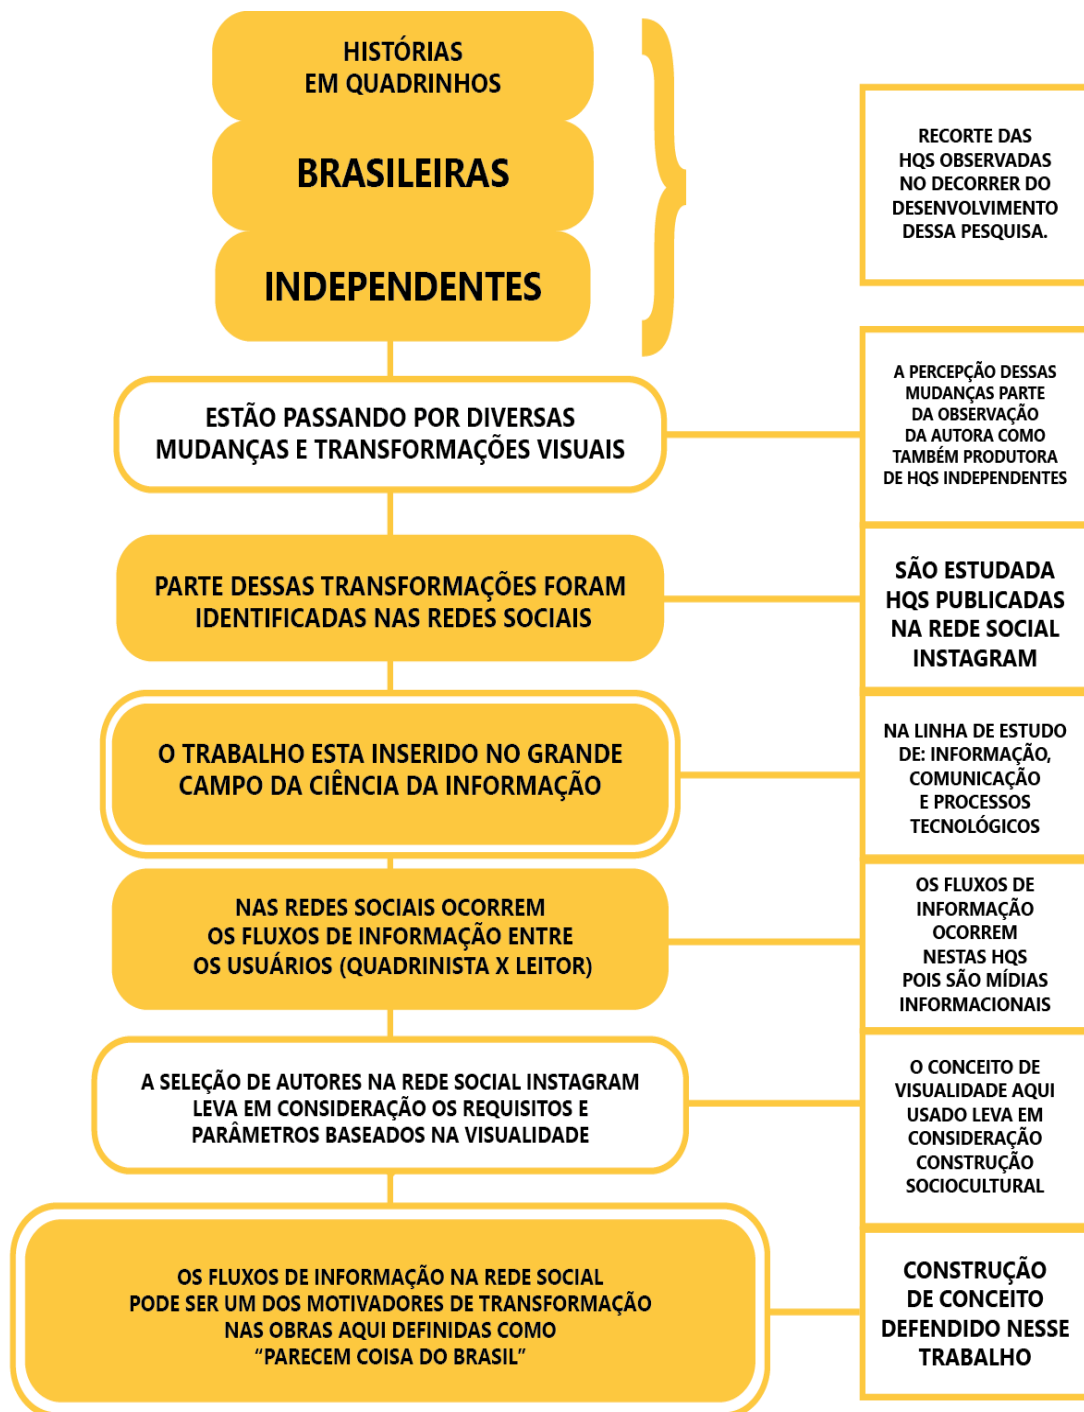 HISTÓRIAS
EM QUADRINHOS
BRASILEIRAS
INDEPENDENTES
RECORTE DAS
HQS OBSERVADAS
NO DECORRER DO
DESENVOLVIMENTO
DESSA PESQUISA.
ESTÃO PASSANDO POR DIVERSAS
MUDANÇAS E TRANSFORMAÇÕES VISUAIS
A PERCEPÇÃO DESSAS
MUDANÇAS PARTE
DA OBSERVAÇÃO
DA AUTORA COMO
TAMBÉM PRODUTORA
DE HQS INDEPENDENTES
PARTE DESSAS TRANSFORMAÇÕES FORAM
IDENTIFICADAS NAS REDES SOCIAIS
SÃO ESTUDADA
HQS PUBLICADAS
NA REDE SOCIAL
INSTAGRAM
O TRABALHO ESTA INSERIDO NO GRANDE
CAMPO DA CIÊNCIA DA INFORMAÇÃO
NA LINHA DE ESTUDO
DE: INFORMAÇÃO,
COMUNICAÇÃO
E PROCESSOS
TECNOLÓGICOS
NAS REDES SOCIAIS OCORREM
OS FLUXOS DE INFORMAÇÃO ENTRE
OS USUÁRIOS (QUADRINISTA X LEITOR)
OS FLUXOS DE
INFORMAÇÃO
OCORREM
NESTAS HQS
POIS SÃO MÍDIAS
INFORMACIONAIS
A SELEÇÃO DE AUTORES NA REDE SOCIAL INSTAGRAM
LEVA EM CONSIDERAÇÃO OS REQUISITOS E
PARÂMETROS BASEADOS NA VISUALIDADE
O CONCEITO DE
VISUALIDADE AQUI
USADO LEVA EM
CONSIDERAÇÃO
CONSTRUÇÃO
SOCIOCULTURAL
OS FLUXOS DE INFORMAÇÃO NA REDE SOCIAL
PODE SER UM DOS MOTIVADORES DE TRANSFORMAÇÃO
NAS OBRAS AQUI DEFINIDAS COMO
“PARECEM COISA DO BRASIL”
CONSTRUÇÃO
DE CONCEITO
DEFENDIDO NESSE
TRABALHO